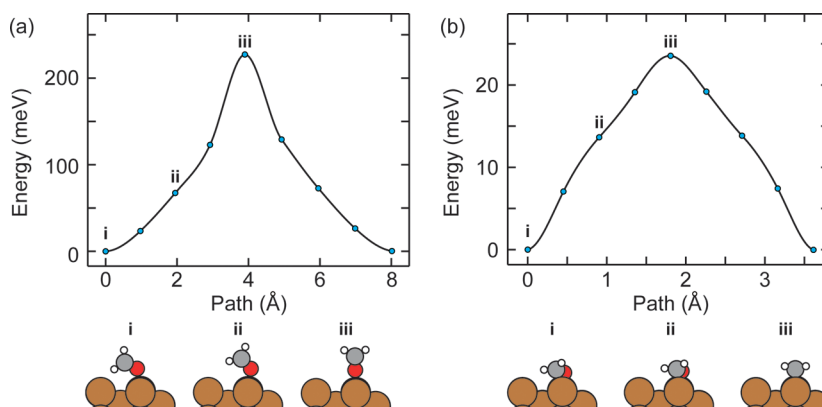 (a)
Energy (meV)
200
100
0
i
ii
iii
0 2 4 6 8
Path (Å)
i ii iii
(b)
Energy (meV)
20
10
0
i
ii
iii
0 1 2 3
Path (Å)
i ii iii